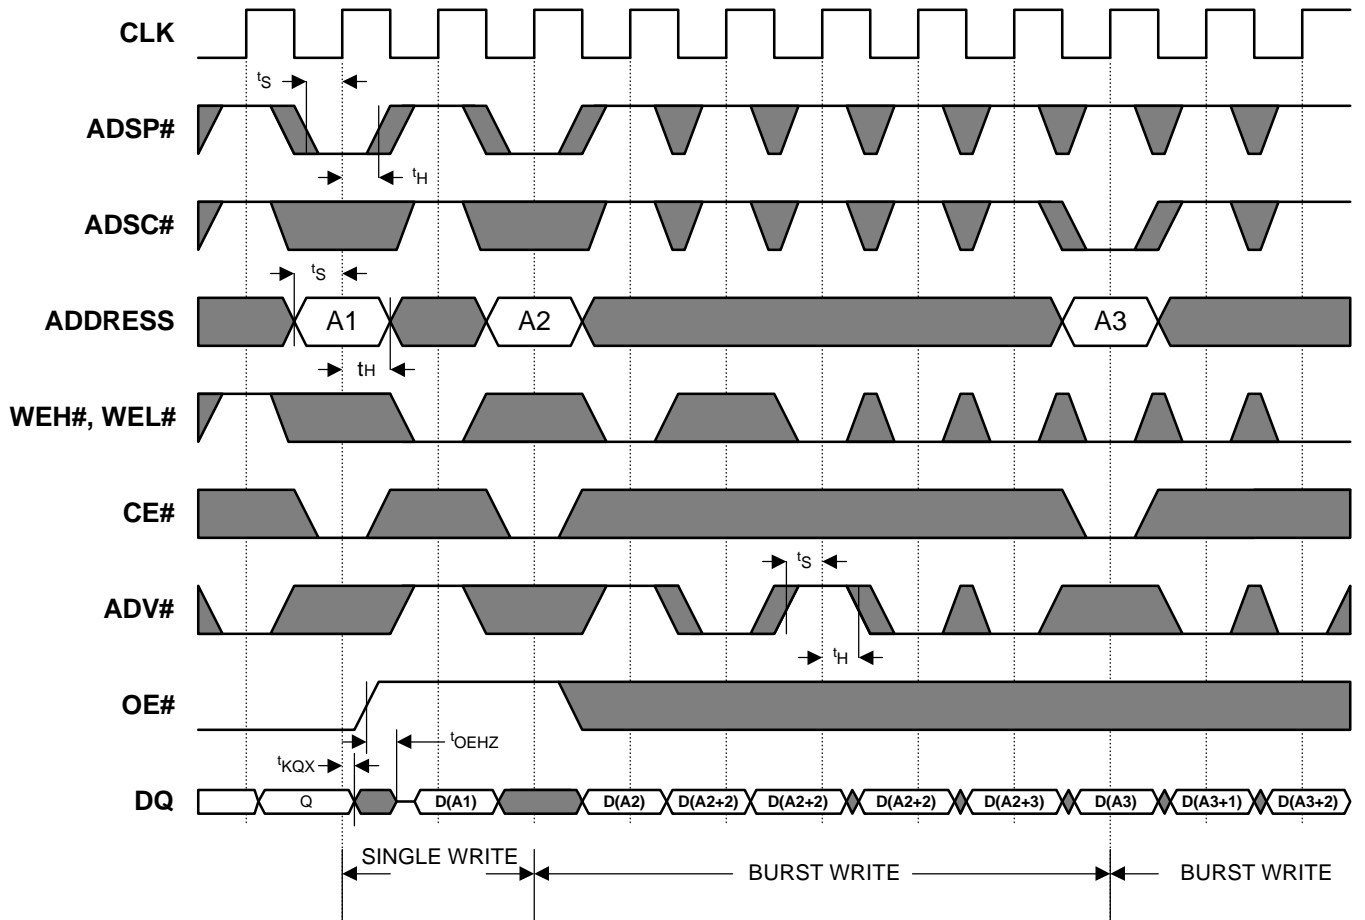 CLK
tS
ADSP#
tH
ADSC#
tS
ADDRESS A1 A2 A3
tH
WEH#, WEL#
CE#
tS
ADV#
tH
OE#
tOEHZ
tKQX
DQ Q D(A1) D(A2) D(A2+2) D(A2+2) D(A2+2) D(A2+3) D(A3) D(A3+1) D(A3+2)
SINGLE WRITE BURST WRITE BURST WRITE